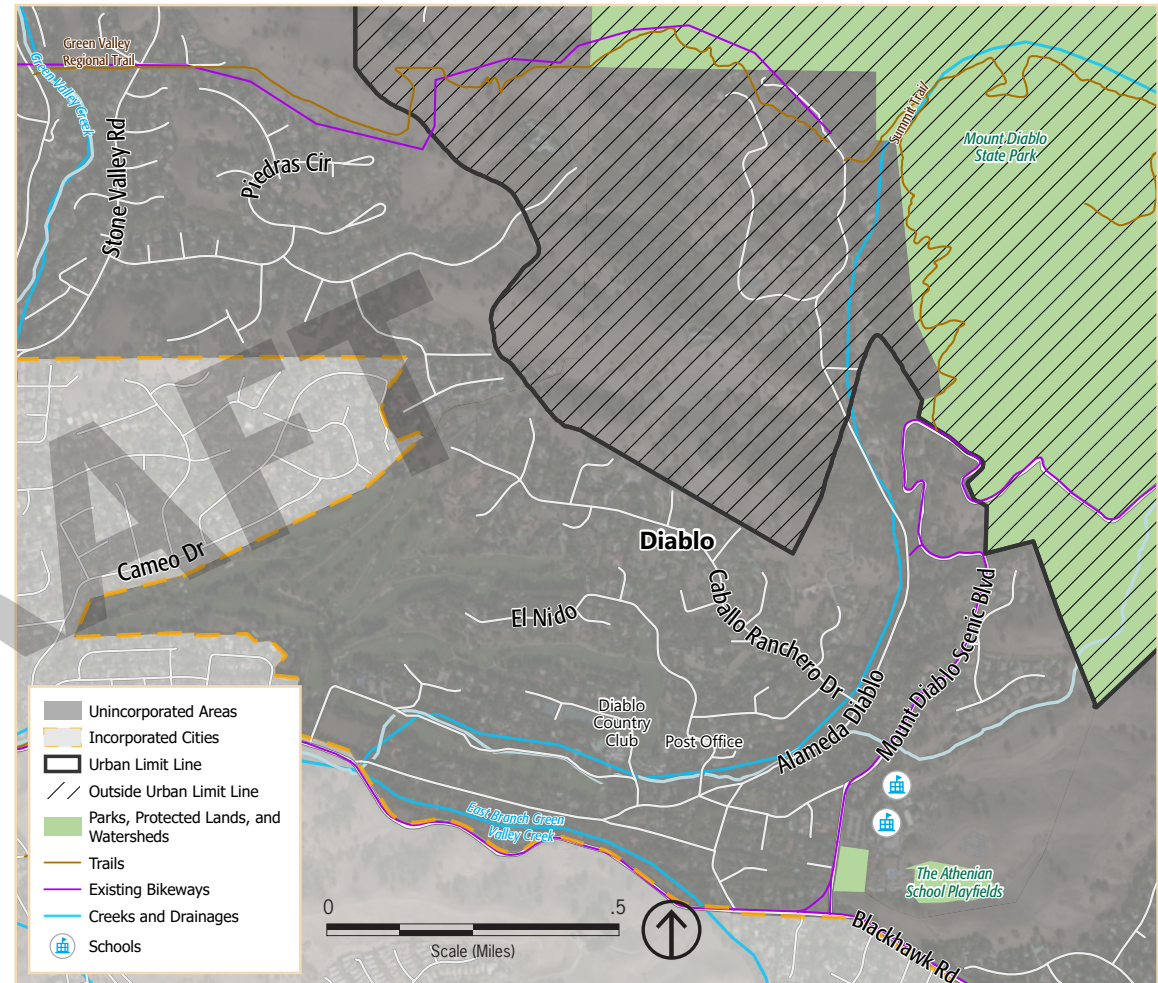 Green Valley
Regional Trail
Green Valley Creek
Stone Valley Rd
Piedras Cir
Summit Trail
Mount Diablo
State Park
AFT
Cameo Dr
Diablo
El Nido
Caballo Ranchero Dr
Mount Diablo Scenic Blvd
Alameda Diablo
Diablo
Country
Club
Post Office
East Branch Green
Valley Creek
The Athenian
School Playfields
Blackhawk Rd
Unincorporated Areas
Incorporated Cities
Urban Limit Line
Outside Urban Limit Line
Parks, Protected Lands, and
Watersheds
Trails
Existing Bikeways
Creeks and Drainages
Schools
0 .5
Scale (Miles)